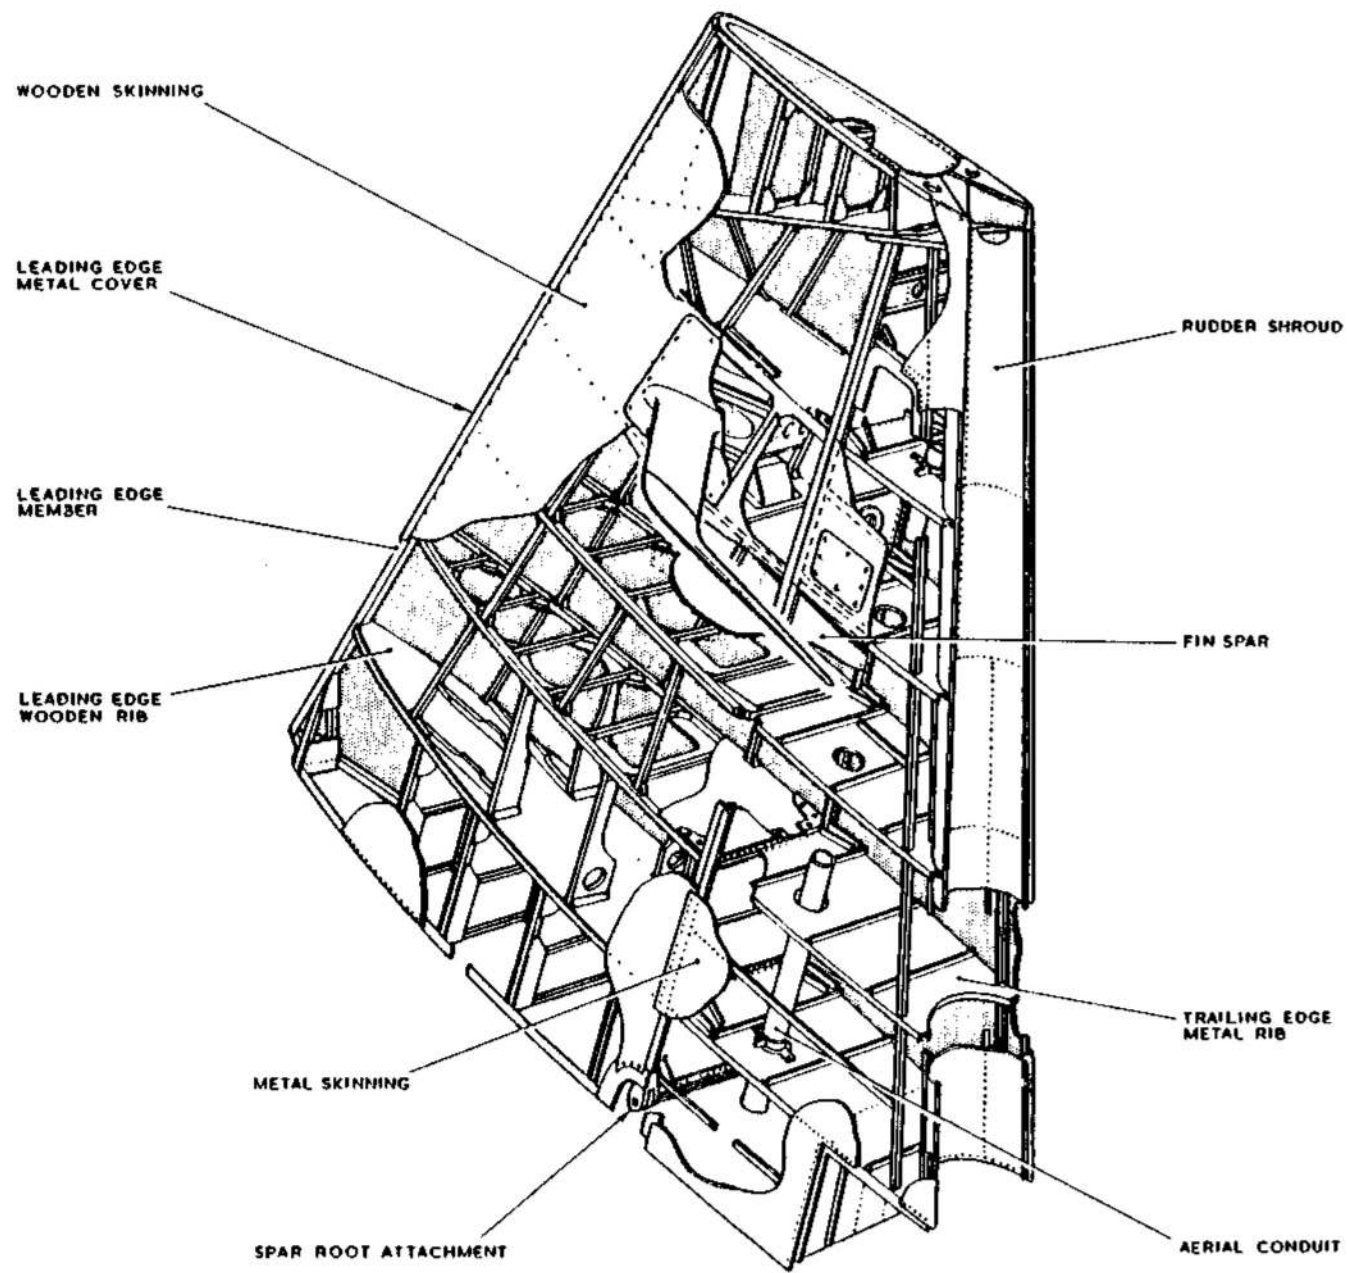 WOODEN SKINNING
LEADING EDGE
METAL COVER
LEADING EDGE
MEMBER
LEADING EDGE
WOODEN RIB
METAL SKINNING
SPAR ROOT ATTACHMENT
RUDDER SHROUD
FIN SPAR
TRAILING EDGE
METAL RIB
AERIAL CONDUIT